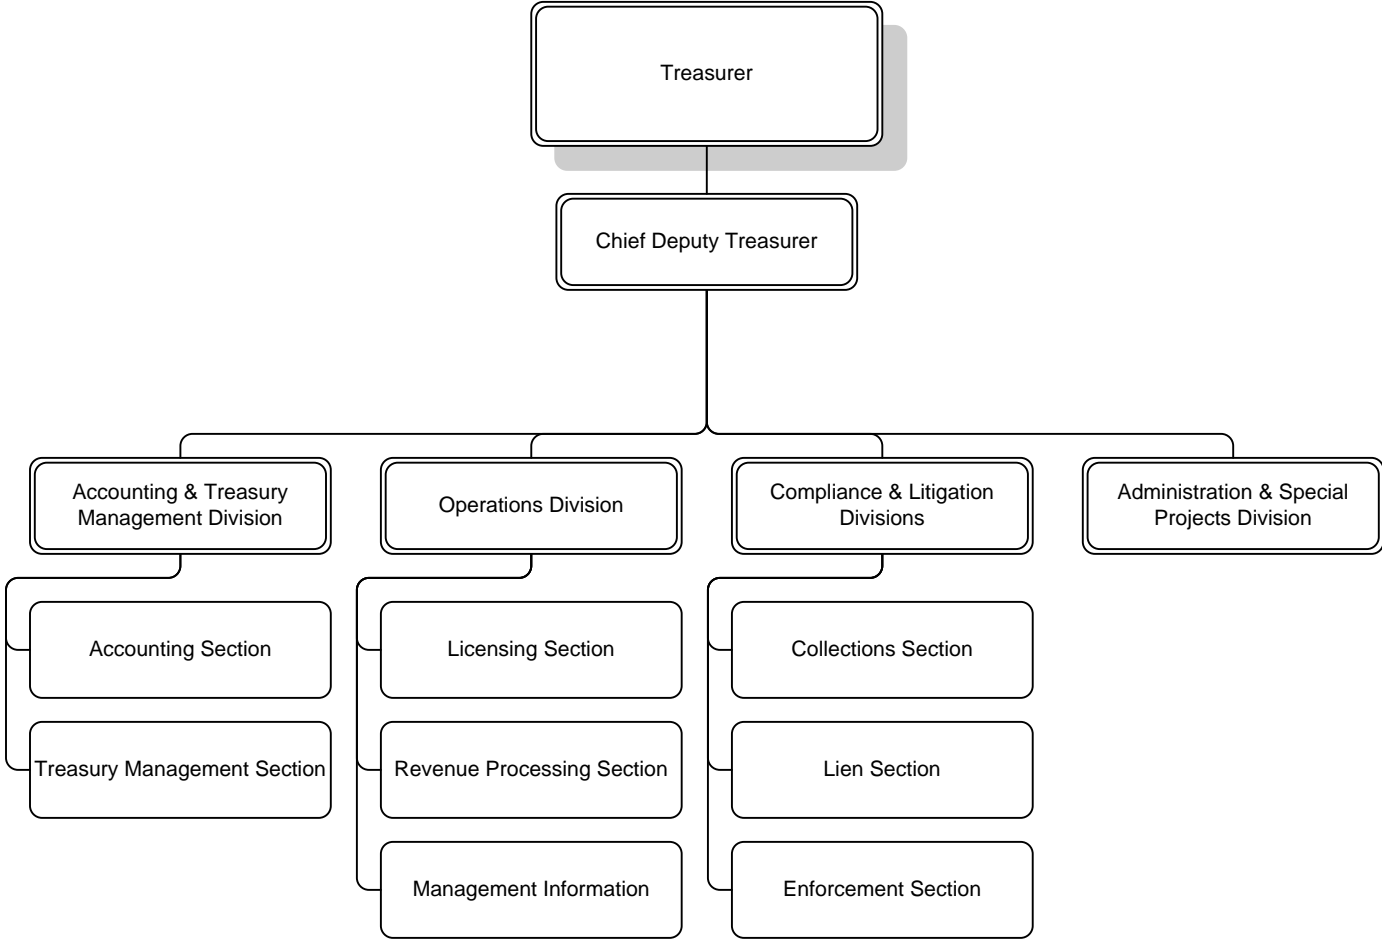 Treasurer
Chief Deputy Treasurer
Accounting & Treasury
Management Division
Operations Division
Compliance & Litigation
Divisions
Administration & Special
Projects Division
Accounting Section
Licensing Section
Collections Section
Treasury Management Section
Revenue Processing Section
Lien Section
Management Information
Enforcement Section